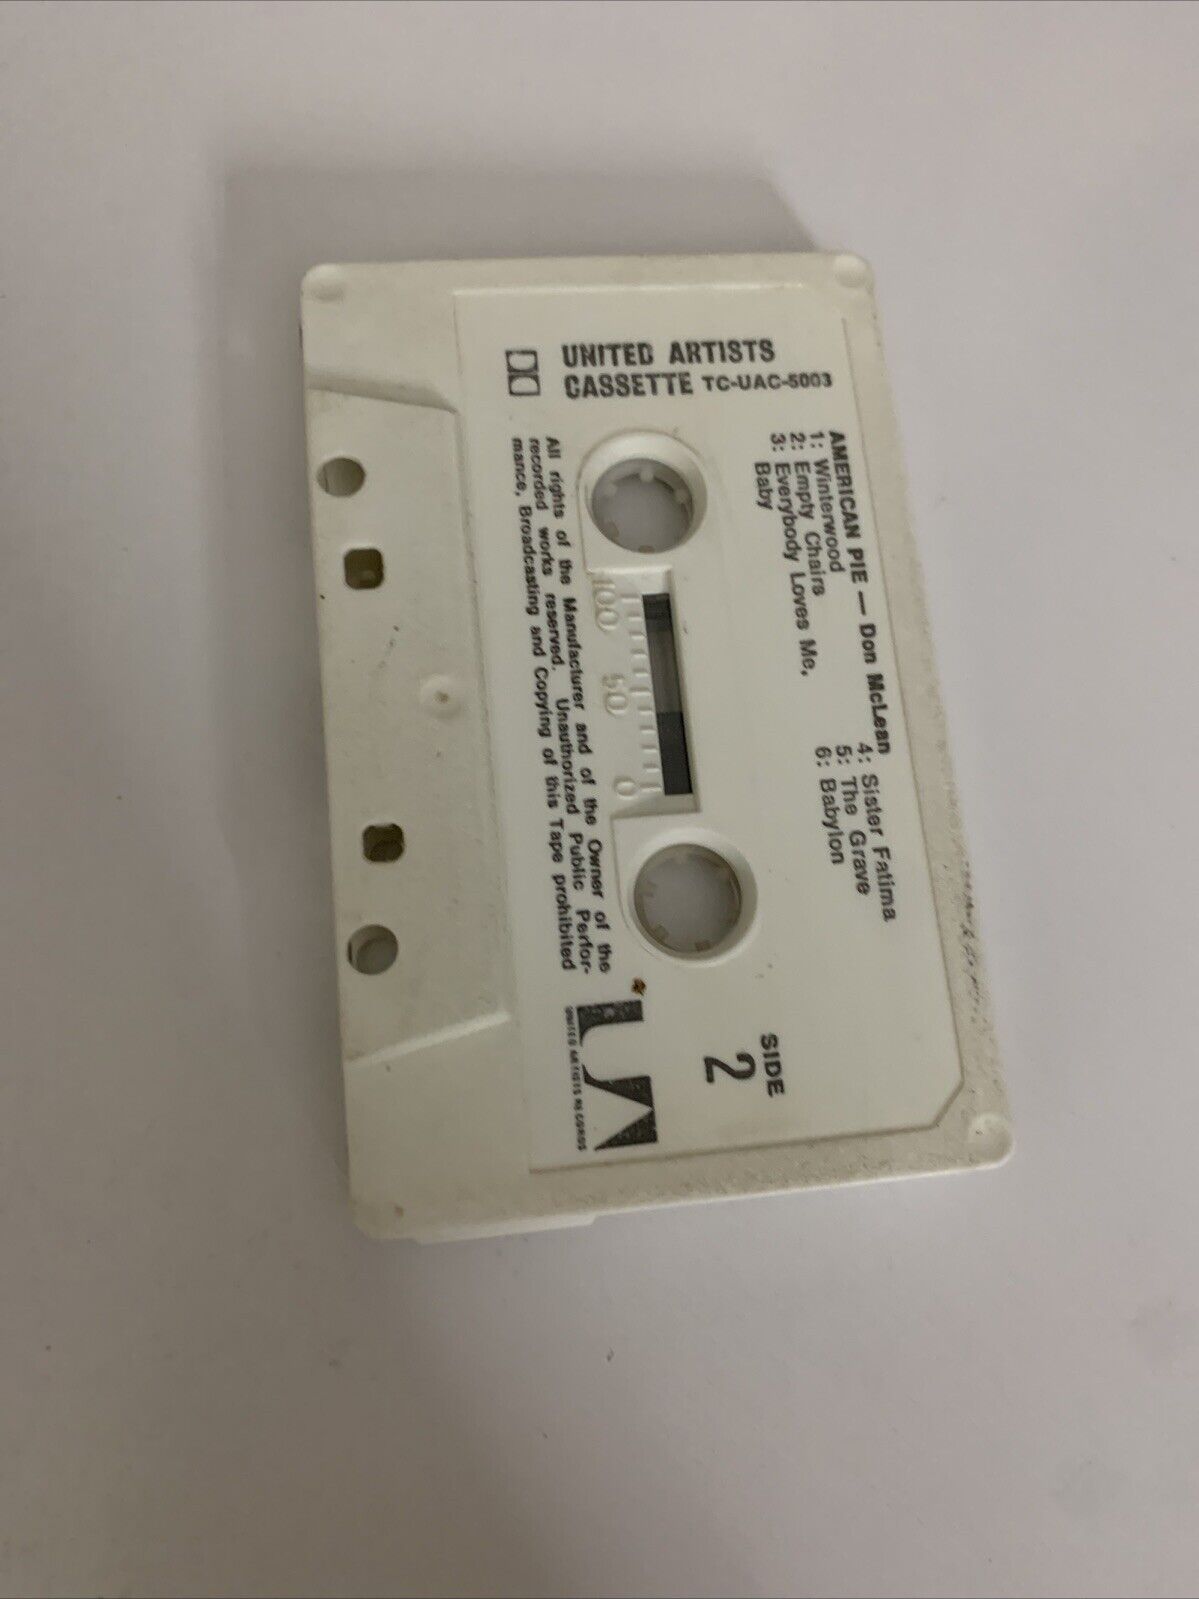 UNITED ARTISTS
CASSETTE TC-UAC-5003
AMERICAN PIE — Don McLean
1: Winterwood
2: Empty Chairs
3: Everybody Loves Me,
Baby
4: Sister Fatima
5: The Grave
6: Babylon
SIDE
2
100 50 0
All rights of the Manufacturer and of the Owner of the
recorded works reserved. Unauthorized Public Perfor-
mance, Broadcasting and Copying of this Tape prohibited
UA
UNITED ARTISTS RECORDS